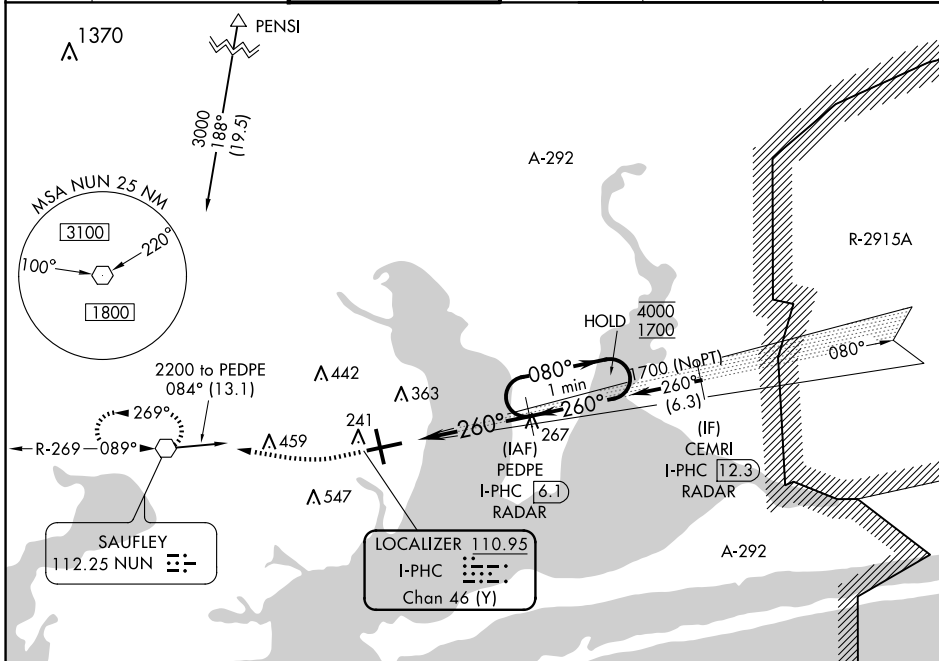 1370
PENSI
3000
188°
(19.5)
A-292
MSA NUN 25 NM
3100
220°
100°
1800
R-2915A
HOLD
4000
1700
080°
1 min
260°
1700 (NoPT)
260°
(6.3)
080°
2200 to PEDPE
084° (13.1)
442
363
269°
R-269
089°
459
241
260°
267
547
(IAF)
PEDPE
I-PHC 6.1
RADAR
(IF)
CEMRI
I-PHC 12.3
RADAR
SAUFLEY
112.25 NUN
LOCALIZER 110.95
I-PHC
Chan 46 (Y)
A-292